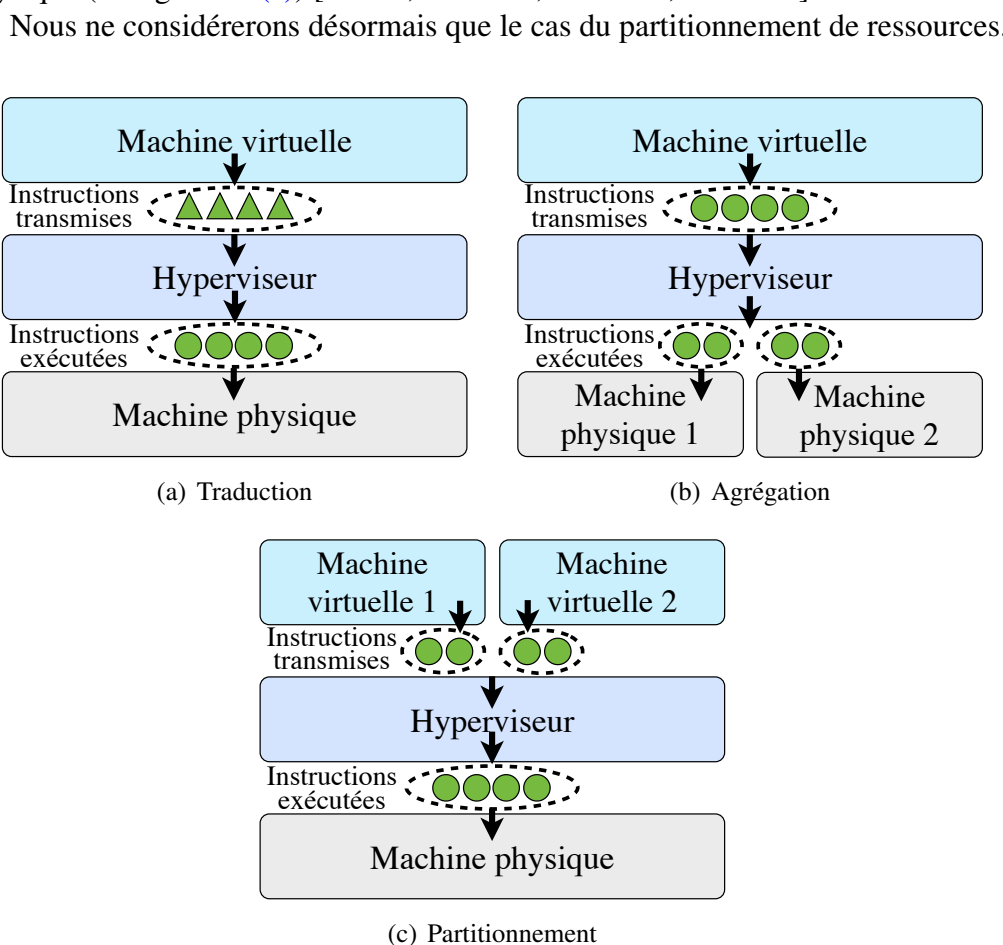 Nous ne considérerons désormais que le cas du partitionnement de ressources.
Machine virtuelle
Instructions
transmises
Hyperviseur
Instructions
exécutées
Machine physique
(a) Traduction
Machine virtuelle
Instructions
transmises
Hyperviseur
Instructions
exécutées
Machine
physique 1
Machine
physique 2
(b) Agrégation
Machine
virtuelle 1
Machine
virtuelle 2
Instructions
transmises
Hyperviseur
Instructions
exécutées
Machine physique
(c) Partitionnement